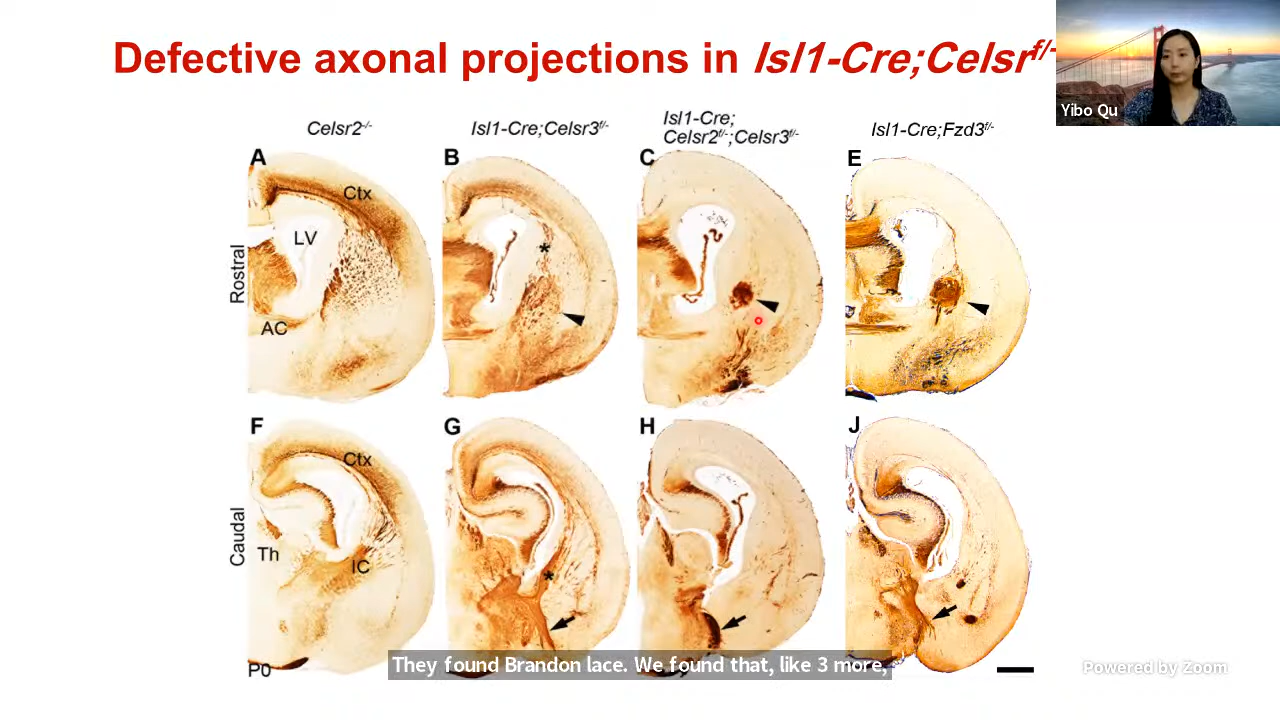 Defective axonal projections in Isl1-Cre;Celsrf/-
Yibo Qu
Celsr2-/-
Isl1-Cre;Celsr3f/-
Isl1-Cre;
Celsr2f/-;Celsr3f/-
Isl1-Cre;Fzd3f/-
A
B
C
E
Ctx
LV
*
Rostral
AC
F
G
H
J
Ctx
Caudal
Th
IC
*
P0
They found Brandon lace. We found that, like 3 more,
Powered by Zoom